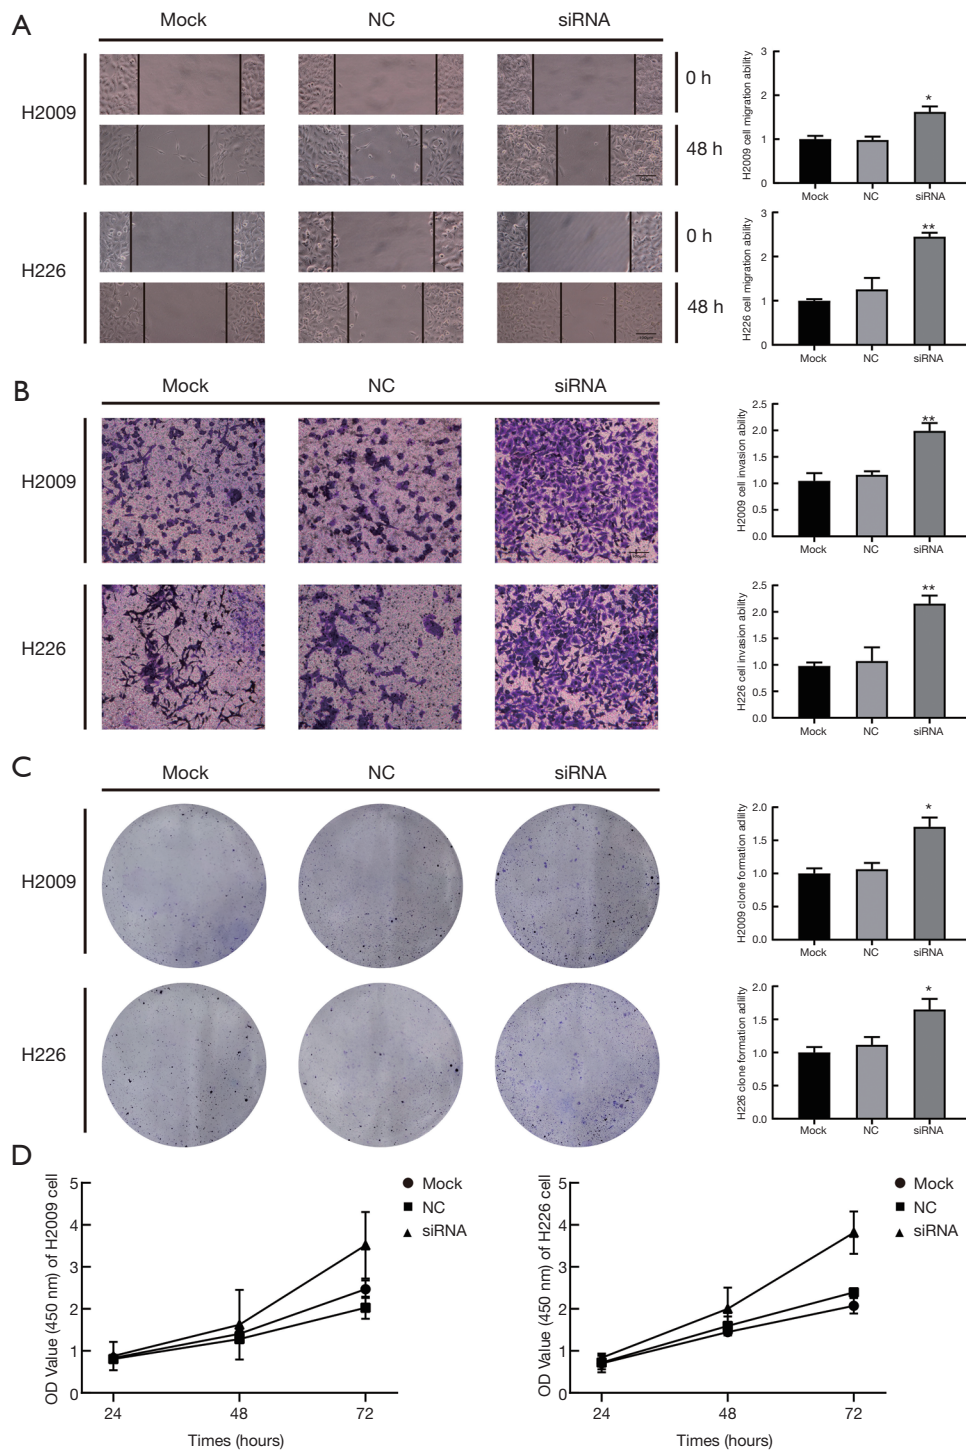 A
Mock NC siRNA
H2009
0 h
48 h
H226
0 h
48 h
H2009 cell migration ability
3
2
1
0
*
Mock NC siRNA
H226 cell migration ability
3
2
1
0
**
Mock NC siRNA
B
Mock NC siRNA
H2009
H226
H2009 cell invasion ability
2.5
2.0
1.5
1.0
0.5
0.0
**
Mock NC siRNA
H226 cell invasion ability
2.5
2.0
1.5
1.0
0.5
0.0
**
Mock NC siRNA
C
Mock NC siRNA
H2009
H226
H2009 clone formation adility
2.0
1.5
1.0
0.5
0.0
*
Mock NC siRNA
H226 clone formation adility
2.0
1.5
1.0
0.5
0.0
*
Mock NC siRNA
D
OD Value (450 nm) of H2009 cell
5
4
3
2
1
0
24 48 72
Times (hours)
Mock
NC
siRNA
OD Value (450 nm) of H226 cell
5
4
3
2
1
0
24 48 72
Times (hours)
Mock
NC
siRNA